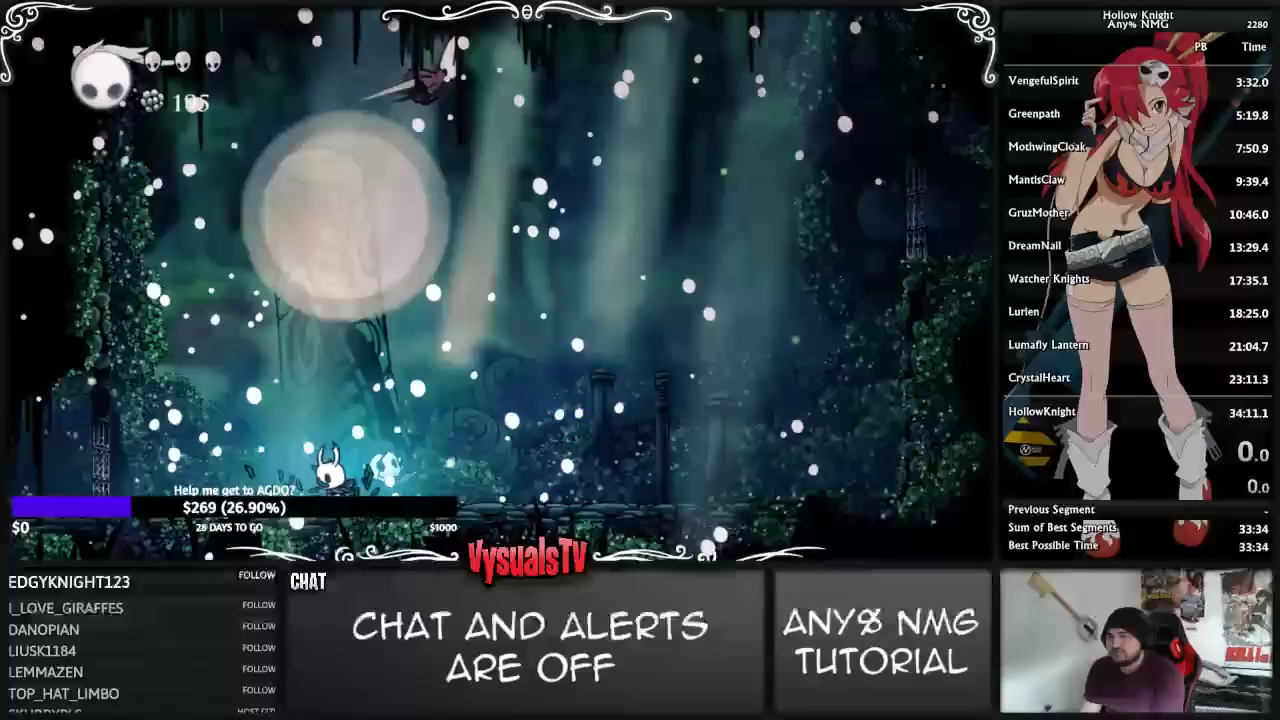 195
Help me get to AGDQ?
$269 (26.90%)
$0
28 DAYS TO GO
$1000
VysualsTV
EDGYKNIGHT123 FOLLOW
I_LOVE_GIRAFFES FOLLOW
DANOPIAN FOLLOW
LIUSK1184 FOLLOW
LEMMAZEN FOLLOW
TOP_HAT_LIMBO FOLLOW
CHAT
CHAT AND ALERTS
ARE OFF
ANY% NMG
TUTORIAL
Hollow Knight
Any% NMG 2280
PB Time
VengefulSpirit 3:32.0
Greenpath 5:19.8
MothwingCloak 7:50.9
MantisClaw 9:39.4
GruzMother 10:46.0
DreamNail 13:29.4
Watcher Knights 17:35.1
Lurien 18:25.0
Lumafly Lantern 21:04.7
CrystalHeart 23:11.3
HollowKnight 34:11.1
0.0
0.0
Previous Segment -
Sum of Best Segments 33:34
Best Possible Time 33:34